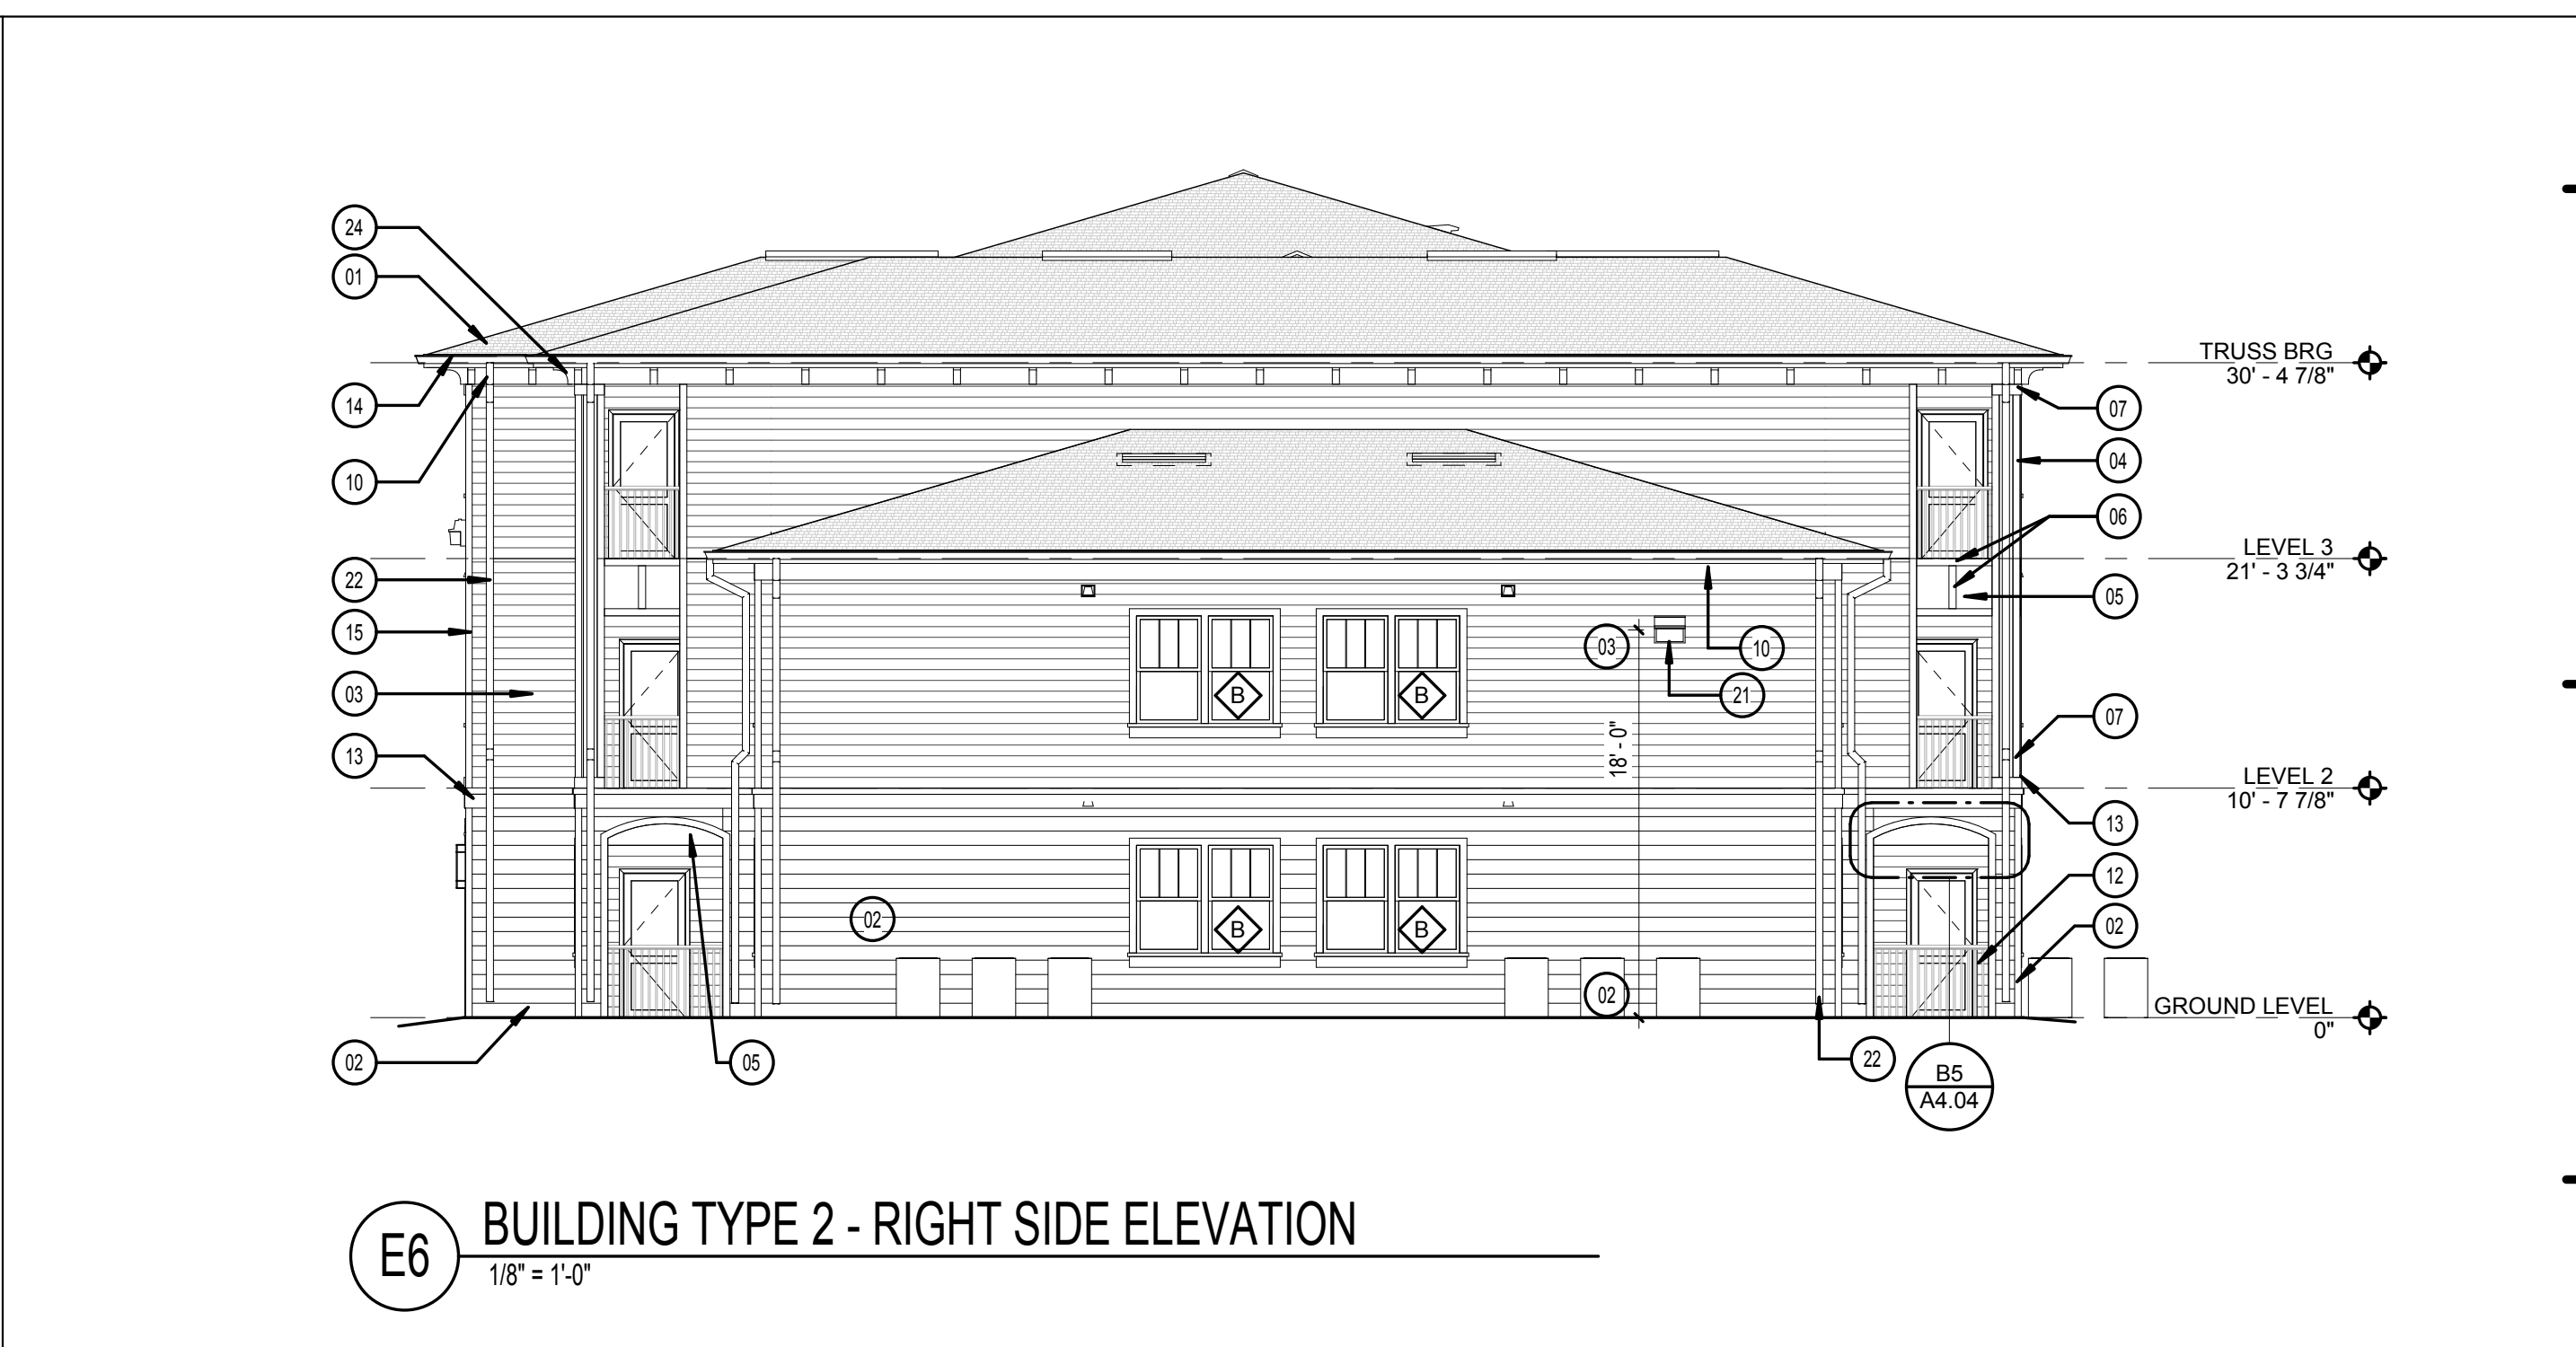 24
01
14
10
22
15
03
13
02
TRUSS BRG
30' - 4 7/8"
07
04
06
LEVEL 3
21' - 3 3/4"
05
03
10
21
B
B
18' - 0"
07
LEVEL 2
10' - 7 7/8"
13
12
02
02
B
B
02
GROUND LEVEL
0"
05
22
B5
A4.04
E6
BUILDING TYPE 2 - RIGHT SIDE ELEVATION
1/8" = 1'-0"